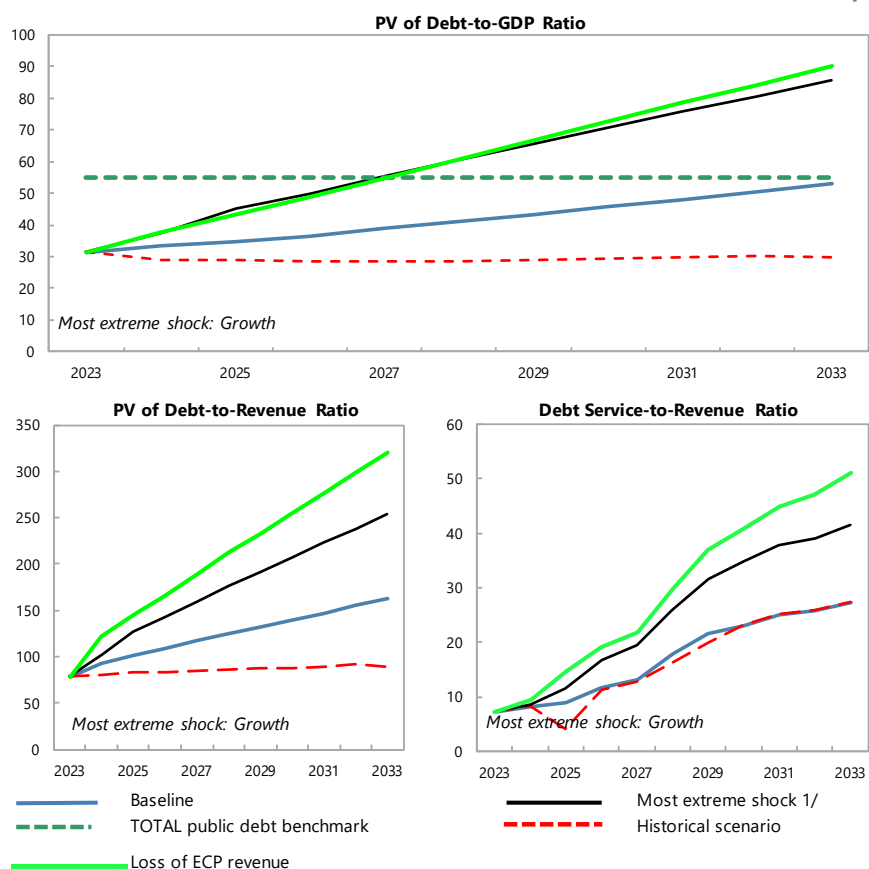 PV of Debt-to-GDP Ratio
100
90
80
70
60
50
40
30
20
10
0
Most extreme shock: Growth
2023 2025 2027 2029 2031 2033
PV of Debt-to-Revenue Ratio
350
300
250
200
150
100
50
0
Most extreme shock: Growth
2023 2025 2027 2029 2031 2033
Debt Service-to-Revenue Ratio
60
50
40
30
20
10
0
Most extreme shock: Growth
2023 2025 2027 2029 2031 2033
Baseline
Most extreme shock 1/
TOTAL public debt benchmark
Historical scenario
Loss of ECP revenue